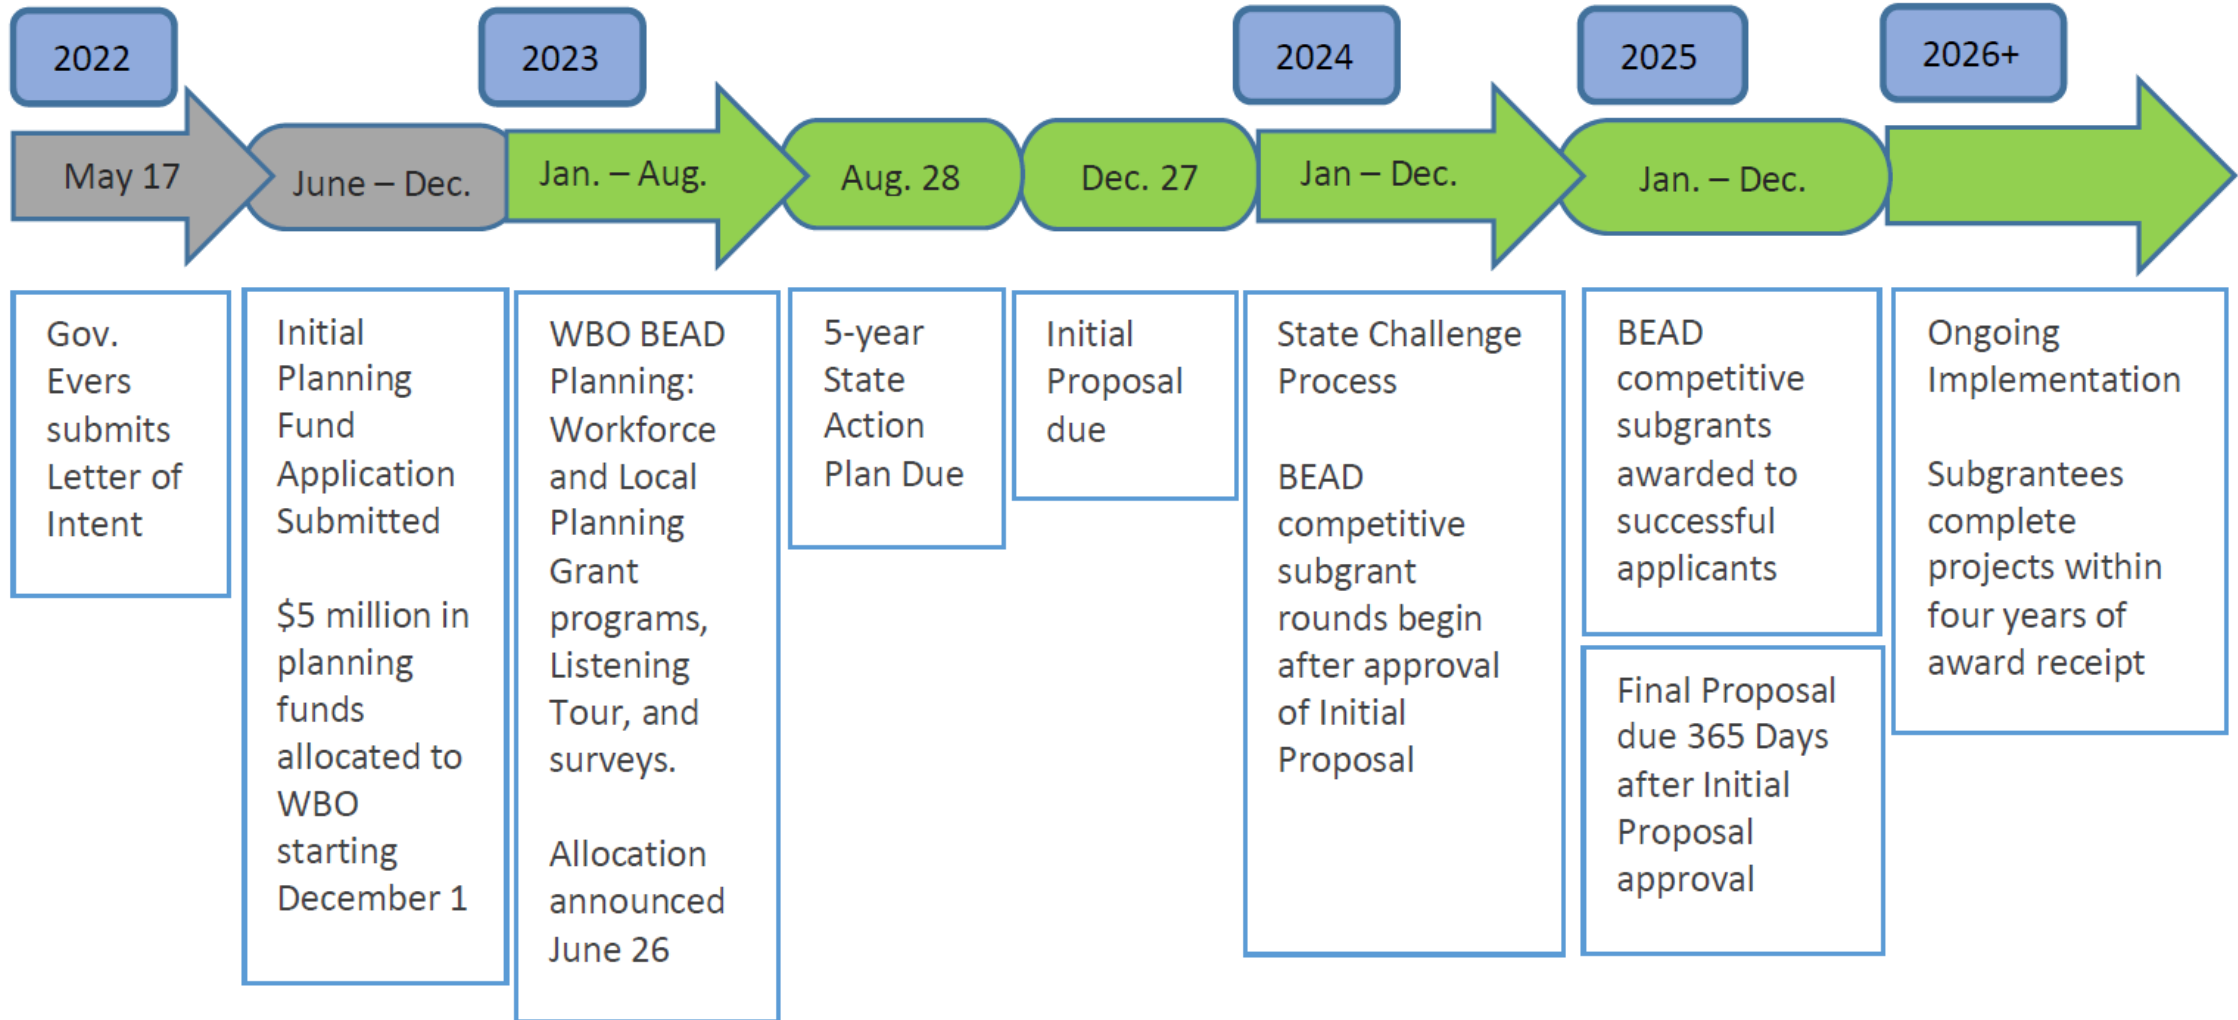 2022
2023
2024
2025
2026+
May 17
June – Dec.
Jan. – Aug.
Aug. 28
Dec. 27
Jan – Dec.
Jan. – Dec.
Gov.
Evers
submits
Letter of
Intent
Initial
Planning
Fund
Application
Submitted
$5 million in
planning
funds
allocated to
WBO
starting
December 1
WBO BEAD
Planning:
Workforce
and Local
Planning
Grant
programs,
Listening
Tour, and
surveys.
Allocation
announced
June 26
5-year
State
Action
Plan Due
Initial
Proposal
due
State Challenge
Process
BEAD
competitive
subgrant
rounds begin
after approval
of Initial
Proposal
BEAD
competitive
subgrants
awarded to
successful
applicants
Final Proposal
due 365 Days
after Initial
Proposal
approval
Ongoing
Implementation
Subgrantees
complete
projects within
four years of
award receipt